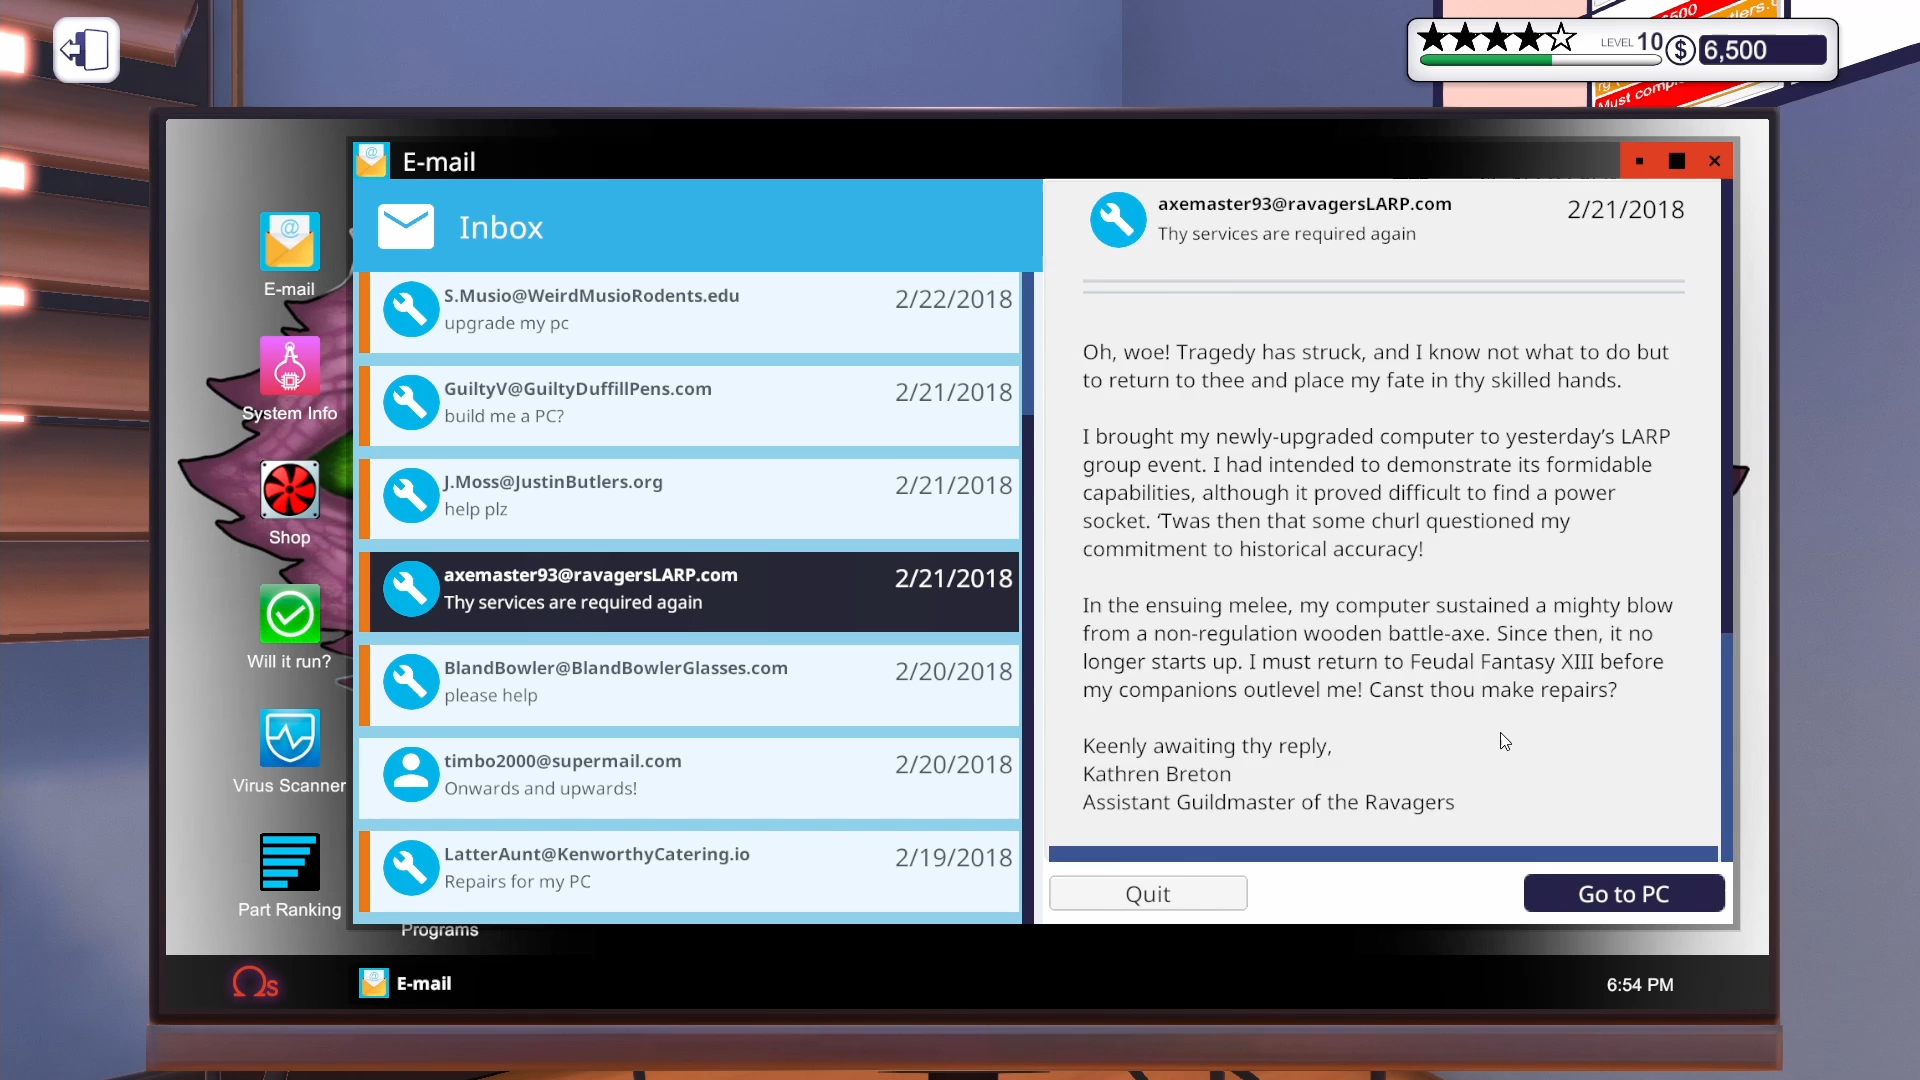 LEVEL 10
$ 6,500
Must comp
E-mail
Inbox
S.Musio@WeirdMusioRodents.edu
2/22/2018
upgrade my pc
GuiltyV@GuiltyDuffillPens.com
2/21/2018
build me a PC?
J.Moss@JustinButlers.org
2/21/2018
help plz
axemaster93@ravagersLARP.com
2/21/2018
Thy services are required again
BlandBowler@BlandBowlerGlasses.com
2/20/2018
please help
timbo2000@supermail.com
2/20/2018
Onwards and upwards!
LatterAunt@KenworthyCatering.io
2/19/2018
Repairs for my PC
axemaster93@ravagersLARP.com
2/21/2018
Thy services are required again
Oh, woe! Tragedy has struck, and I know not what to do but
to return to thee and place my fate in thy skilled hands.
I brought my newly-upgraded computer to yesterday’s LARP
group event. I had intended to demonstrate its formidable
capabilities, although it proved difficult to find a power
socket. ‘Twas then that some churl questioned my
commitment to historical accuracy!
In the ensuing melee, my computer sustained a mighty blow
from a non-regulation wooden battle-axe. Since then, it no
longer starts up. I must return to Feudal Fantasy XIII before
my companions outlevel me! Canst thou make repairs?
Keenly awaiting thy reply,
Kathren Breton
Assistant Guildmaster of the Ravagers
Quit
Go to PC
E-mail
System Info
Shop
Will it run?
Virus Scanner
Part Ranking
Programs
Ωs
E-mail
6:54 PM